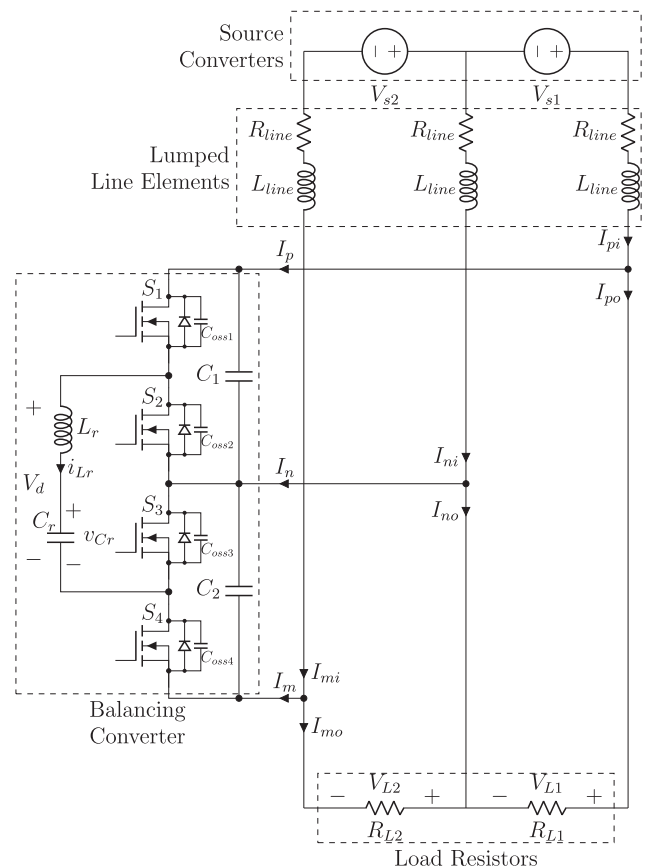 Source
Converters
− +
− +
V_{s2}
V_{s1}
R_{line}
R_{line}
R_{line}
Lumped
Line Elements
L_{line}
L_{line}
L_{line}
I_{pi}
I_p
I_{po}
S_1
C_{oss1}
C_1
S_2
+
L_r
C_{oss2}
i_{Lr}
I_n
I_{ni}
V_d
I_{no}
C_r
+
S_3
v_{Cr}
C_{oss3}
− −
C_2
S_4
C_{oss4}
I_m
I_{mi}
I_{mo}
Balancing
Converter
− V_{L2} + − V_{L1} +
R_{L2}
R_{L1}
Load Resistors